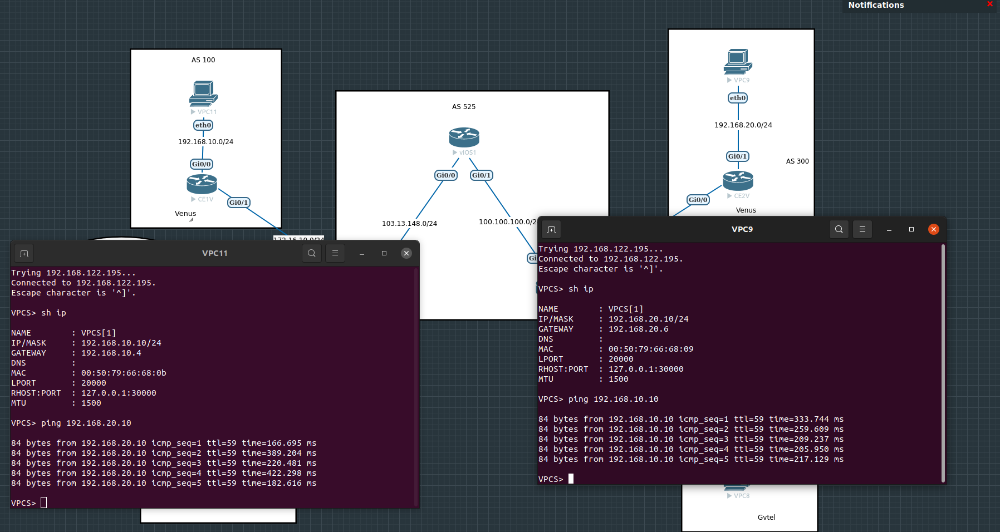 Notifications
AS 100
VPC11
eth0
192.168.10.0/24
Gi0/0
CE1V
Gi0/1
Venus
AS 525
vIOS1
Gi0/0
Gi0/1
103.13.148.0/24
VPC9
eth0
192.168.20.0/24
Gi0/1
AS 300
CE2V
Gi0/0
Venus
VPC11
Trying 192.168.122.195...
Connected to 192.168.122.195.
Escape character is '^]'.
VPCS> sh ip
NAME : VPCS[1]
IP/MASK : 192.168.10.10/24
GATEWAY : 192.168.10.4
DNS :
MAC : 00:50:79:66:68:0b
LPORT : 20000
RHOST:PORT : 127.0.0.1:30000
MTU : 1500
VPCS> ping 192.168.20.10
84 bytes from 192.168.20.10 icmp_seq=1 ttl=59 time=166.695 ms
84 bytes from 192.168.20.10 icmp_seq=2 ttl=59 time=389.204 ms
84 bytes from 192.168.20.10 icmp_seq=3 ttl=59 time=220.481 ms
84 bytes from 192.168.20.10 icmp_seq=4 ttl=59 time=422.298 ms
84 bytes from 192.168.20.10 icmp_seq=5 ttl=59 time=182.616 ms
VPCS>
VPC9
Trying 192.168.122.195...
Connected to 192.168.122.195.
Escape character is '^]'.
VPCS> sh ip
NAME : VPCS[1]
IP/MASK : 192.168.20.10/24
GATEWAY : 192.168.20.6
DNS :
MAC : 00:50:79:66:68:09
LPORT : 20000
RHOST:PORT : 127.0.0.1:30000
MTU : 1500
VPCS> ping 192.168.10.10
84 bytes from 192.168.10.10 icmp_seq=1 ttl=59 time=333.744 ms
84 bytes from 192.168.10.10 icmp_seq=2 ttl=59 time=259.609 ms
84 bytes from 192.168.10.10 icmp_seq=3 ttl=59 time=209.237 ms
84 bytes from 192.168.10.10 icmp_seq=4 ttl=59 time=205.950 ms
84 bytes from 192.168.10.10 icmp_seq=5 ttl=59 time=217.129 ms
VPCS>
VPC8
Gvtel